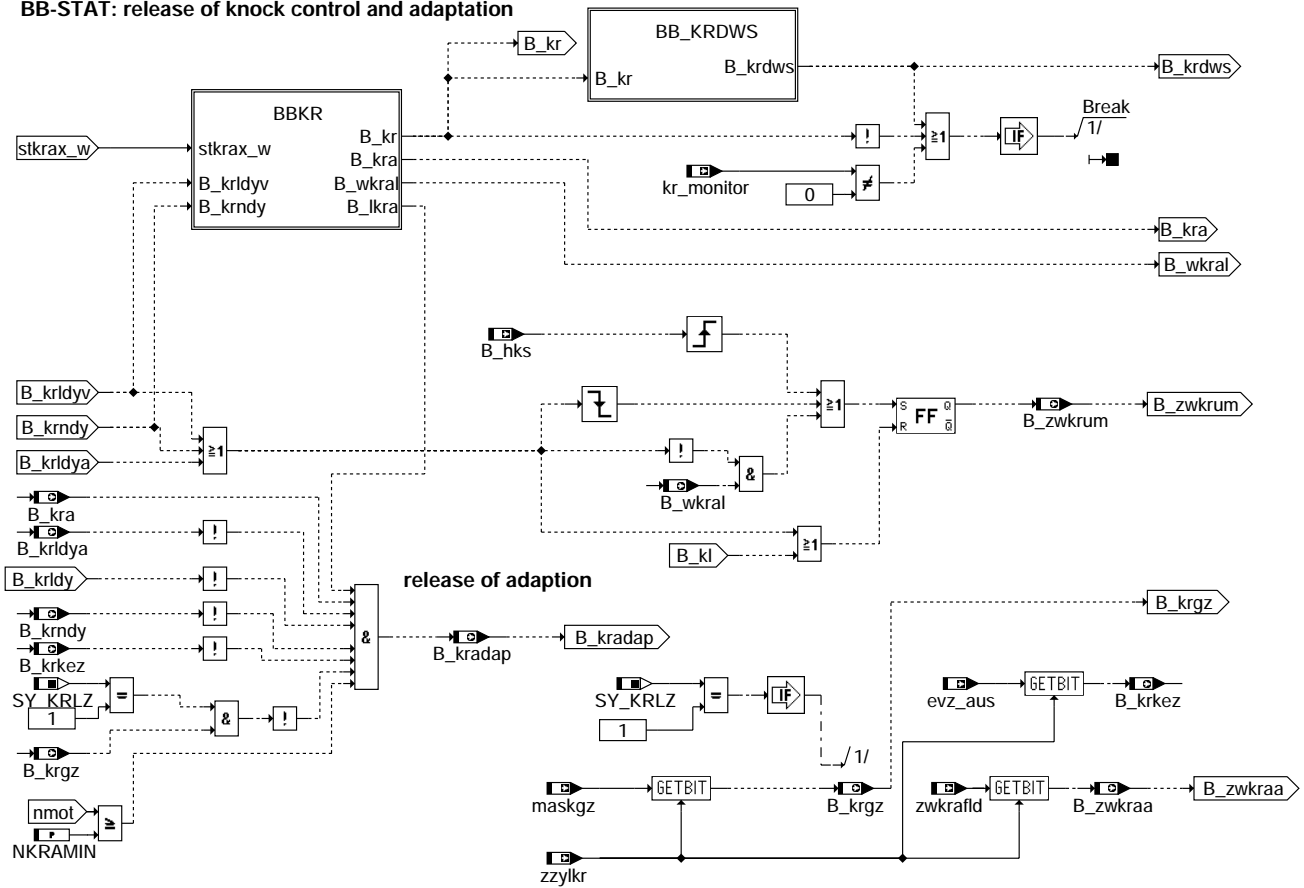 BB-STAT: release of knock control and adaptation
B_kr
BB_KRDWS
B_kr
B_krdws
B_krdws
BBKR
stkrax_w
stkrax_w
B_krldyv
B_krndy
B_kr
B_kra
B_wkral
B_lkra
!
≥1
IF
Break
1/
kr_monitor
0
≠
B_kra
B_wkral
B_hks
B_krldyv
B_krndy
B_krldya
≥1
≥1
S Q
FF
R Q̅
B_zwkrum
B_zwkrum
!
&
B_wkral
B_kl
≥1
B_kra
B_krldya
!
B_krldy
!
B_krndy
!
B_krkez
!
SY_KRLZ
=
1
&
!
B_krgz
nmot
≥
P
NKRAMIN
release of adaption
&
B_kradap
B_kradap
B_krgz
SY_KRLZ
=
IF
1
1/
evz_aus
GETBIT
B_krkez
maskgz
GETBIT
B_krgz
zwkrafld
GETBIT
B_zwkraa
B_zwkraa
zzylkr